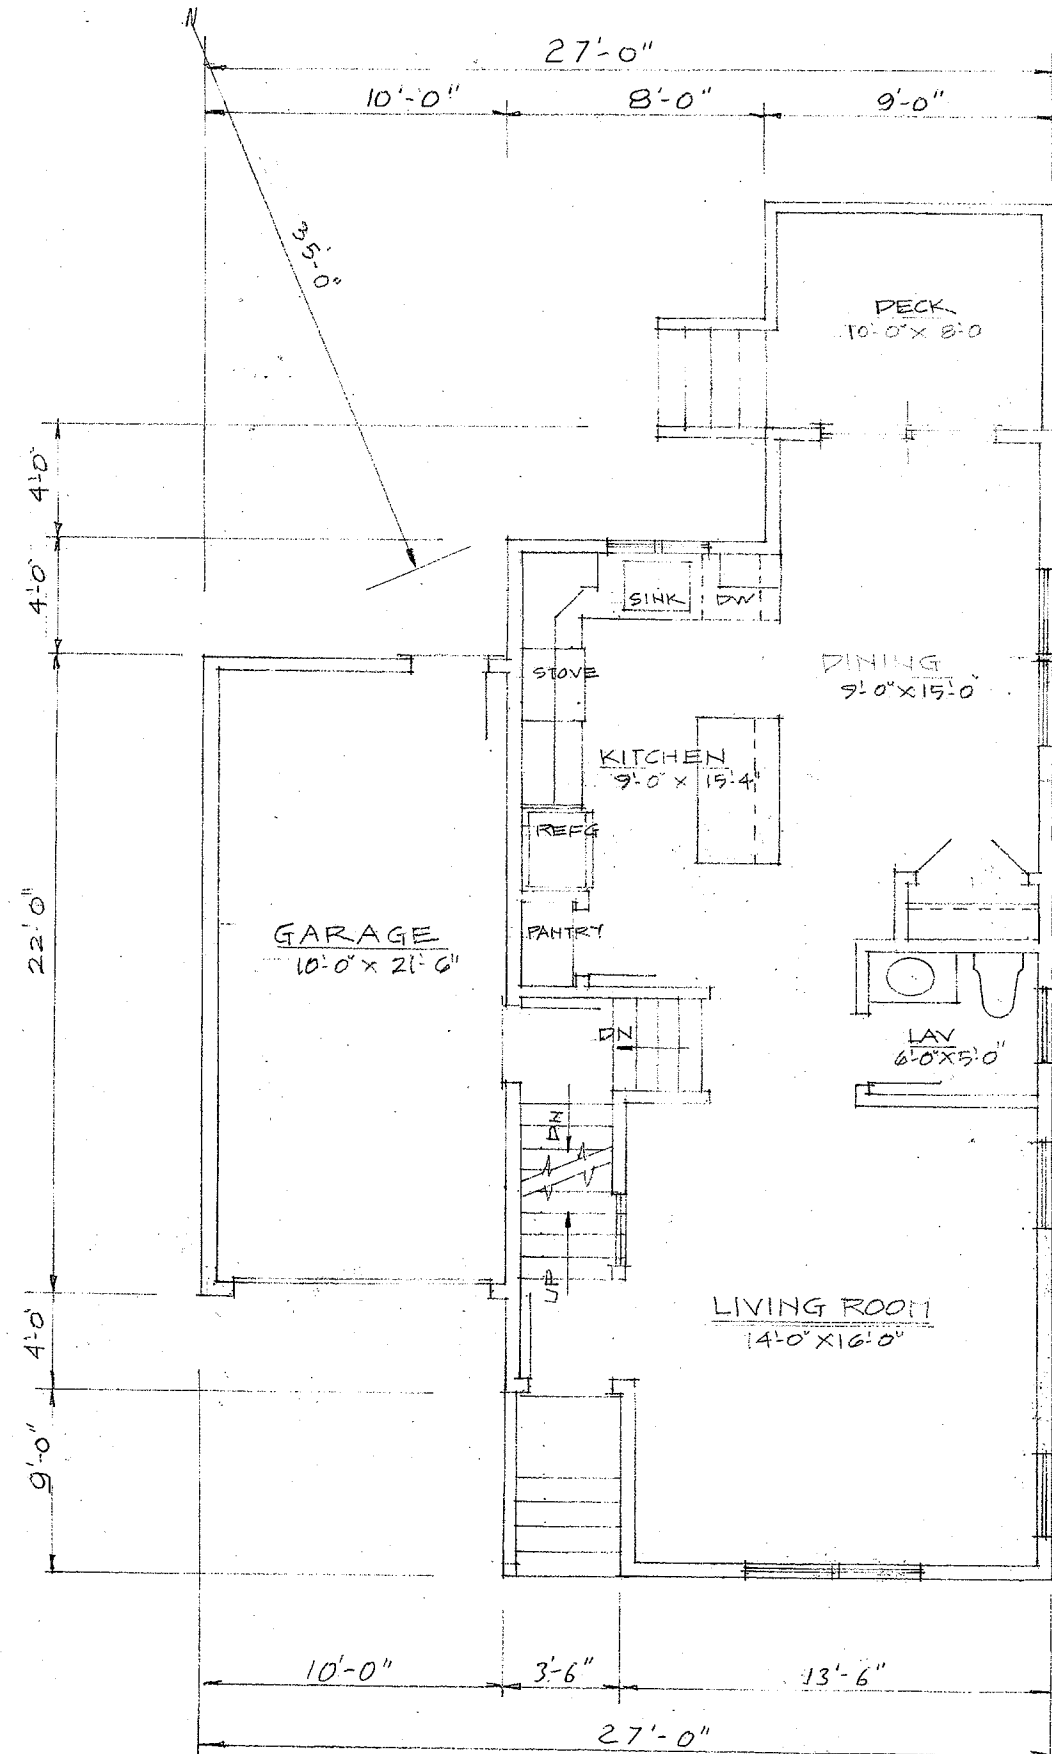 N
27'-0"
10'-0"
8'-0"
9'-0"
35'-0"
DECK
10'-0" X 8'-0
4'-0"
4'-0"
SINK
DW
STOVE
DINING
9'-0" X 15'-0"
KITCHEN
9'-0" X 15'-4"
REFG
PANTRY
22'-0"
GARAGE
10'-0" X 21'-6"
DN
LAV
6'-0" X 5'-0"
DN
UP
LIVING ROOM
14'-0" X 16'-0"
4'-0"
9'-0"
10'-0"
3'-6"
13'-6"
27'-0"